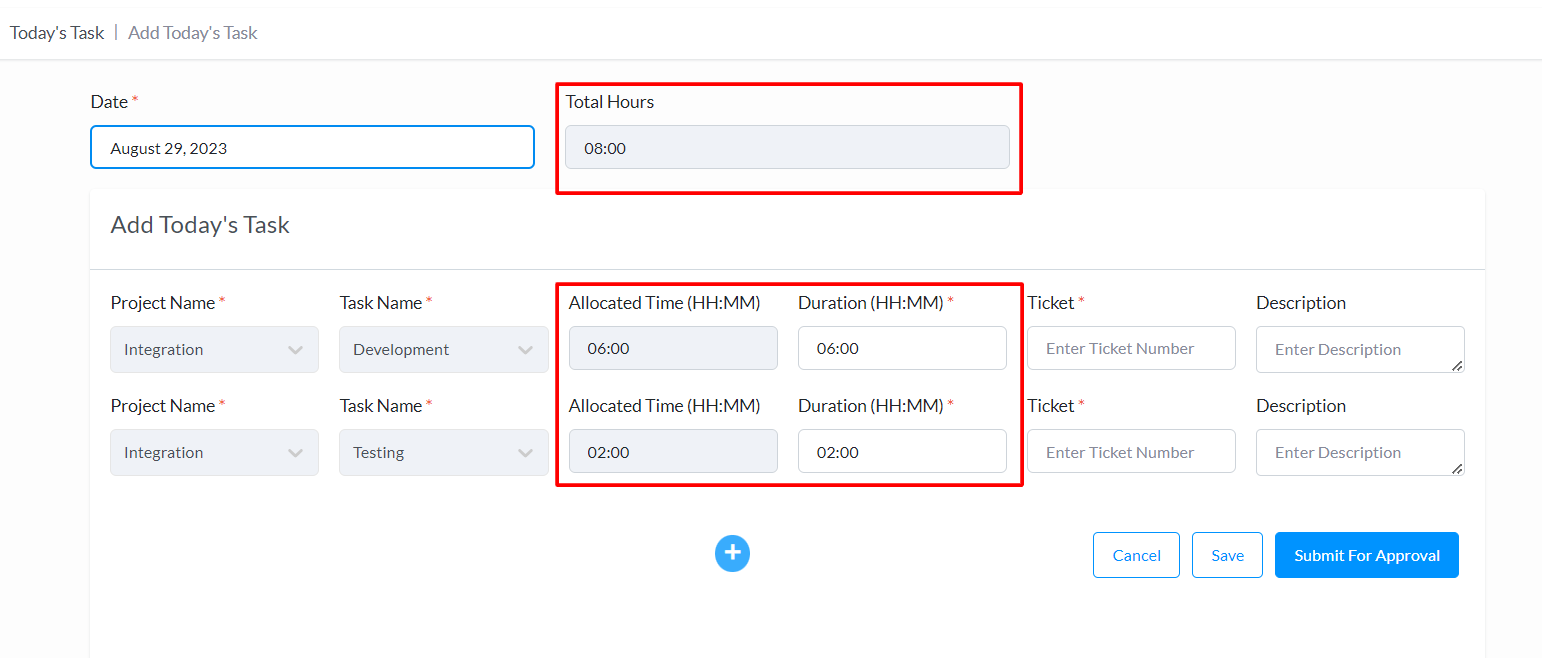 Today's Task | Add Today's Task
Date * Total Hours
August 29, 2023 08:00
Add Today's Task
Project Name * Task Name * Allocated Time (HH:MM) Duration (HH:MM) * Ticket * Description
Integration Development 06:00 06:00 Enter Ticket Number Enter Description
Project Name * Task Name * Allocated Time (HH:MM) Duration (HH:MM) * Ticket * Description
Integration Testing 02:00 02:00 Enter Ticket Number Enter Description
+ Cancel Save Submit For Approval